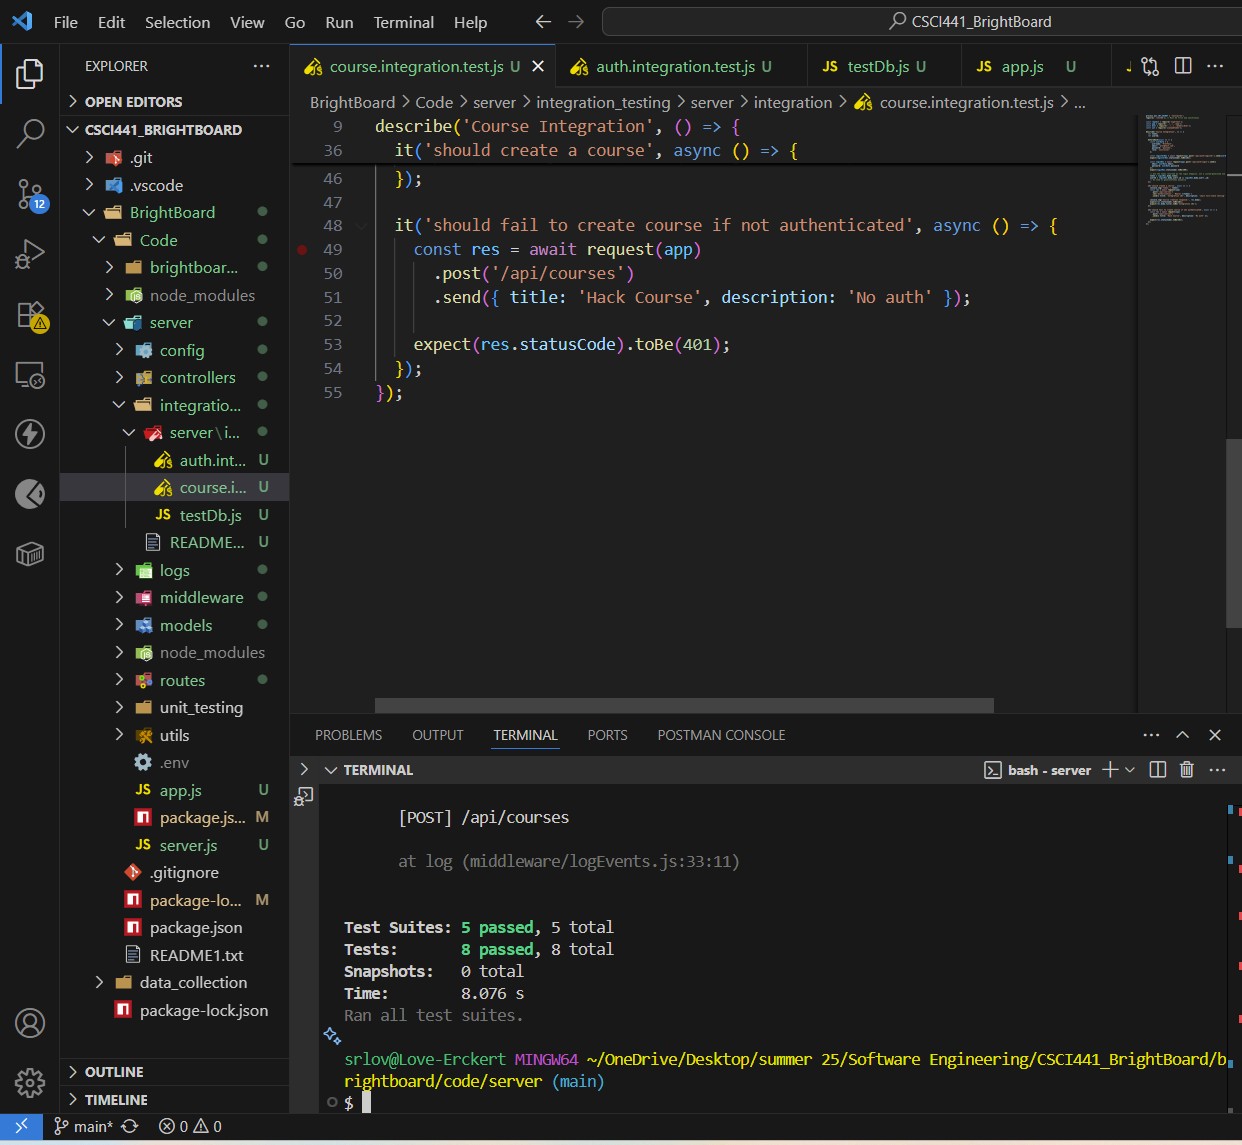 File Edit Selection View Go Run Terminal Help
CSCI441_BrightBoard
EXPLORER
OPEN EDITORS
CSCI441_BRIGHTBOARD
.git
.vscode
BrightBoard
Code
brightboar...
node_modules
server
config
controllers
integratio...
server\i...
auth.int... U
course.i... U
testDb.js U
README... U
logs
middleware
models
node_modules
routes
unit_testing
utils
.env
app.js U
package.js... M
server.js U
.gitignore
package-lo... M
package.json
README1.txt
data_collection
package-lock.json
OUTLINE
TIMELINE
12
course.integration.test.js U
auth.integration.test.js U
JS testDb.js U
JS app.js U
BrightBoard > Code > server > integration_testing > server > integration > course.integration.test.js > ...
9 describe('Course Integration', () => {
36 it('should create a course', async () => {
46 });
47
48 it('should fail to create course if not authenticated', async () => {
49 const res = await request(app)
50 .post('/api/courses')
51 .send({ title: 'Hack Course', description: 'No auth' });
52
53 expect(res.statusCode).toBe(401);
54 });
55 });
PROBLEMS OUTPUT TERMINAL PORTS POSTMAN CONSOLE
TERMINAL
bash - server
[POST] /api/courses
at log (middleware/logEvents.js:33:11)
Test Suites: 5 passed, 5 total
Tests: 8 passed, 8 total
Snapshots: 0 total
Time: 8.076 s
Ran all test suites.
srlov@Love-Erckert MINGW64 ~/OneDrive/Desktop/summer 25/Software Engineering/CSCI441_BrightBoard/b
rightboard/code/server (main)
$
main* 0 0